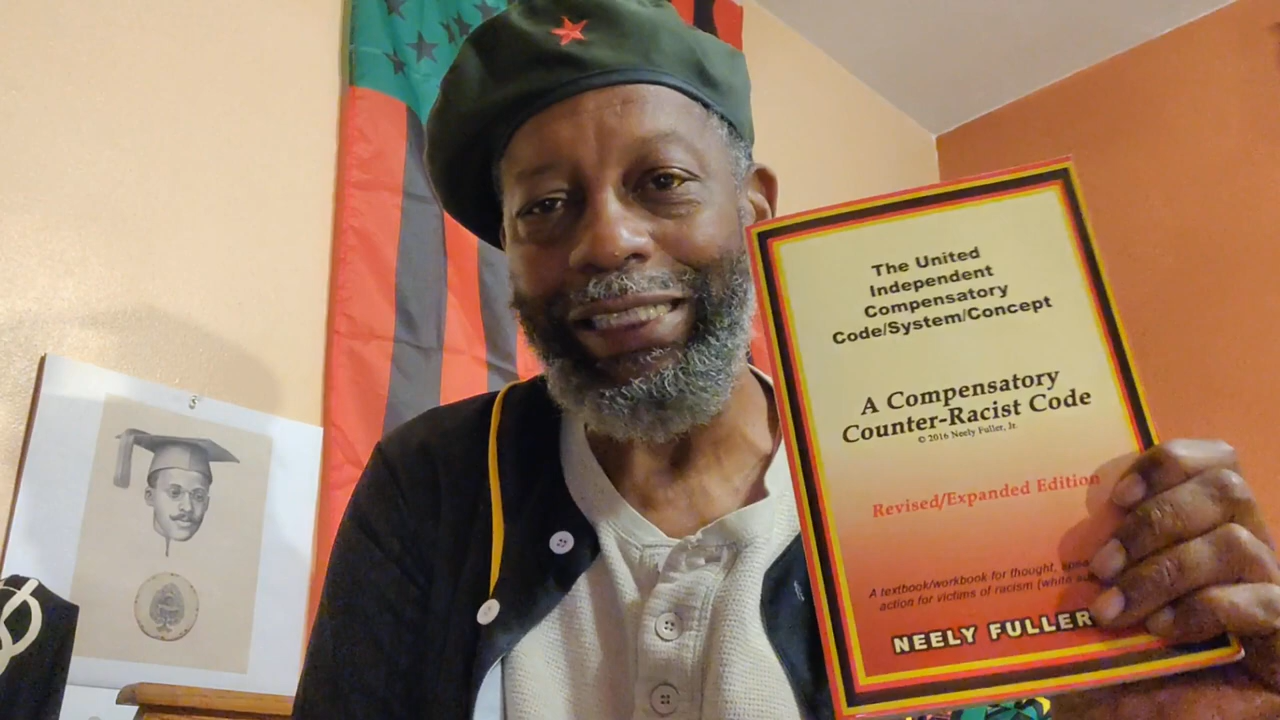 The United
Independent
Compensatory
Code/System/Concept
A Compensatory
Counter-Racist Code
© 2016 Neely Fuller, Jr.
Revised/Expanded Edition
A textbook/workbook for thought,
action for victims of racism (white
NEELY FULLER